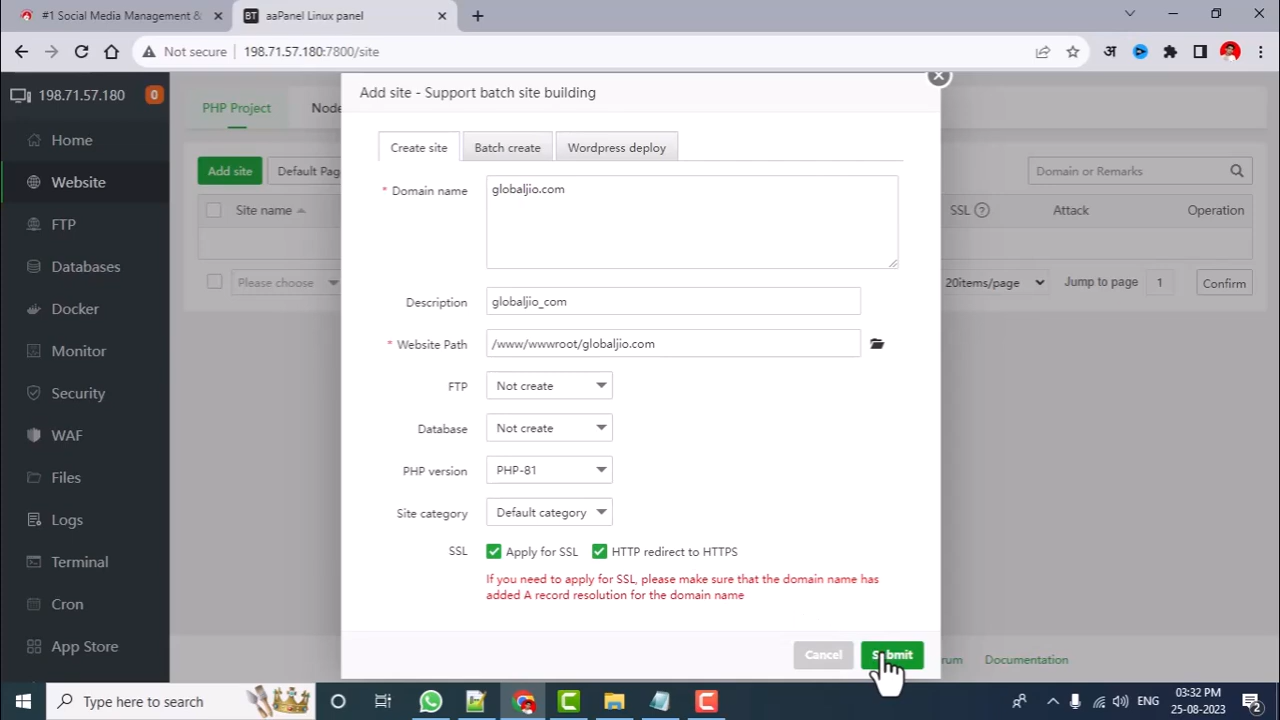 #1 Social Media Management &
BT aaPanel Linux panel
Not secure 198.71.57.180:7800/site
अ
198.71.57.180 0
Home
Website
FTP
Databases
Docker
Monitor
Security
WAF
Files
Logs
Terminal
Cron
App Store
PHP Project Node
Add site Default Pag
Domain or Remarks
Site name SSL ? Attack Operation
Please choose 20items/page Jump to page 1 Confirm
Add site - Support batch site building
Create site Batch create Wordpress deploy
* Domain name globaljio.com
Description globaljio_com
* Website Path /www/wwwroot/globaljio.com
FTP Not create
Database Not create
PHP version PHP-81
Site category Default category
SSL Apply for SSL HTTP redirect to HTTPS
If you need to apply for SSL, please make sure that the domain name has
added A record resolution for the domain name
Cancel Submit
rum Documentation
Type here to search
ENG 03:32 PM
25-08-2023 2